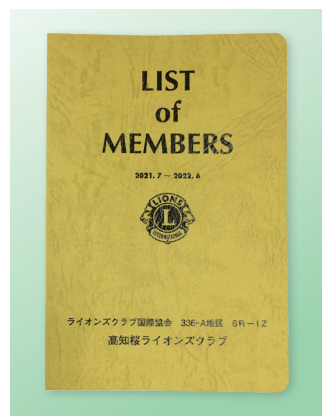 LIST
of
MEMBERS
2021.7～2022.6
LIONS
L
INTERNATIONAL
ライオンズクラブ国際協会 336-A地区 6R-1Z
高知桜ライオンズクラブ